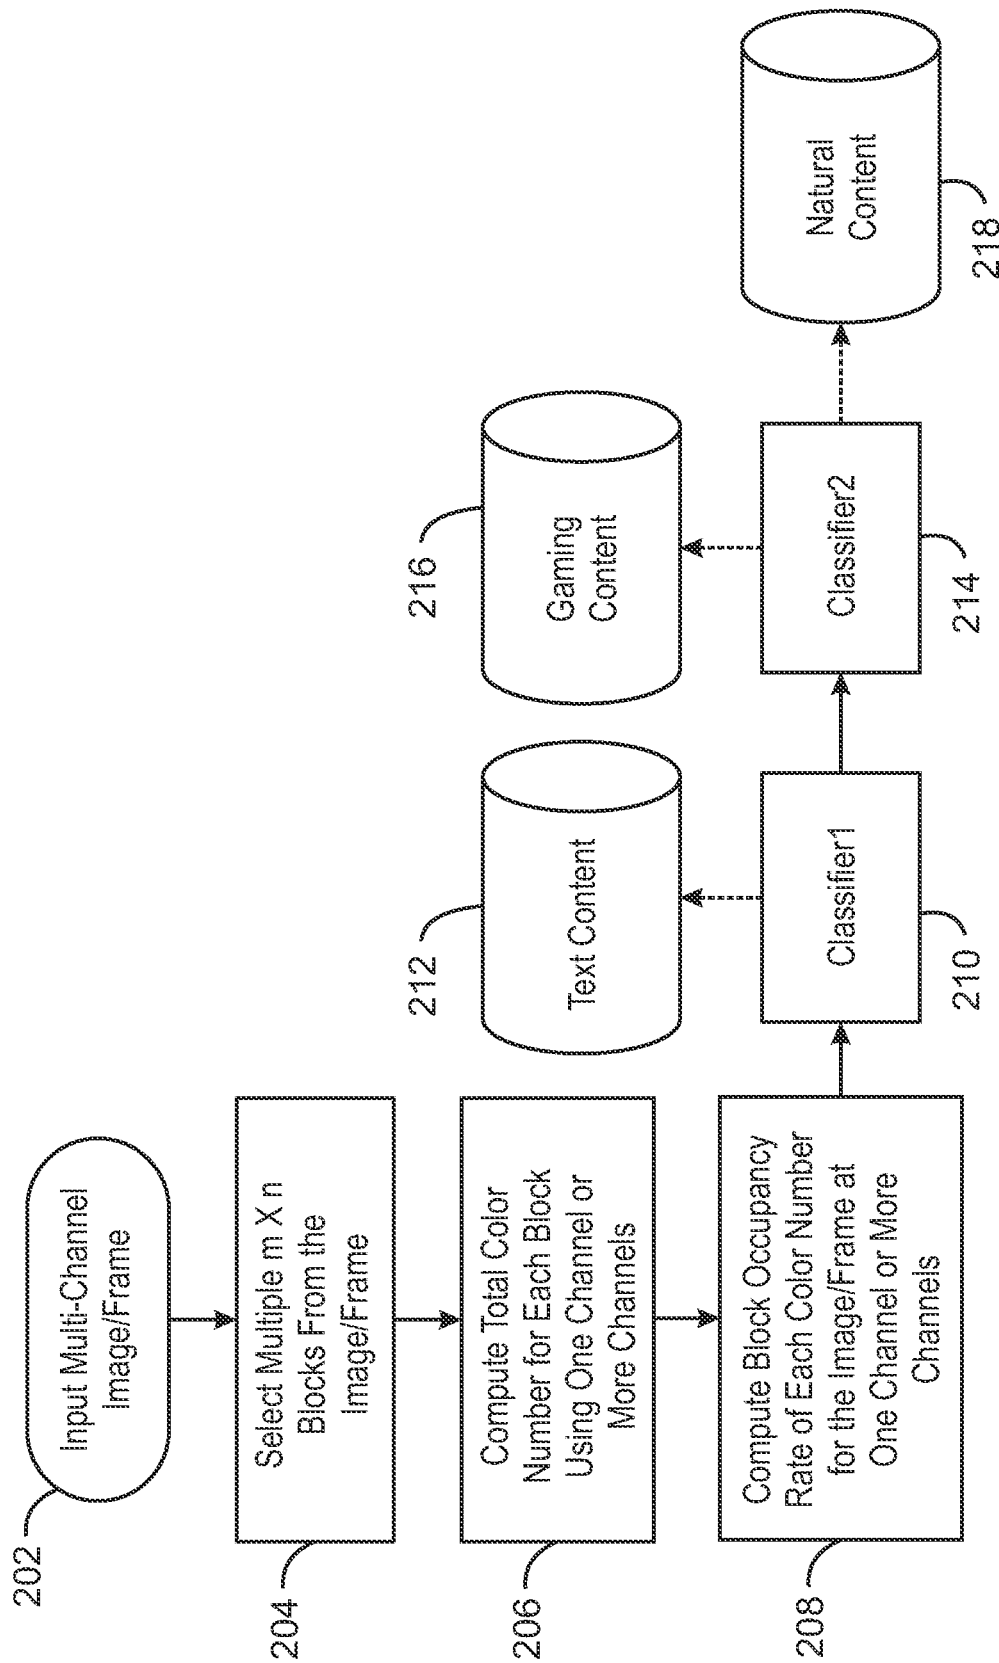 202
Input Multi-Channel
Image/Frame
204
Select Multiple m X n
Blocks From the
Image/Frame
206
Compute Total Color
Number for Each Block
Using One Channel or
More Channels
208
Compute Block Occupancy
Rate of Each Color Number
for the Image/Frame at
One Channel or More
Channels
212
Text Content
Classifier1
210
216
Gaming
Content
Classifier2
214
Natural
Content
218